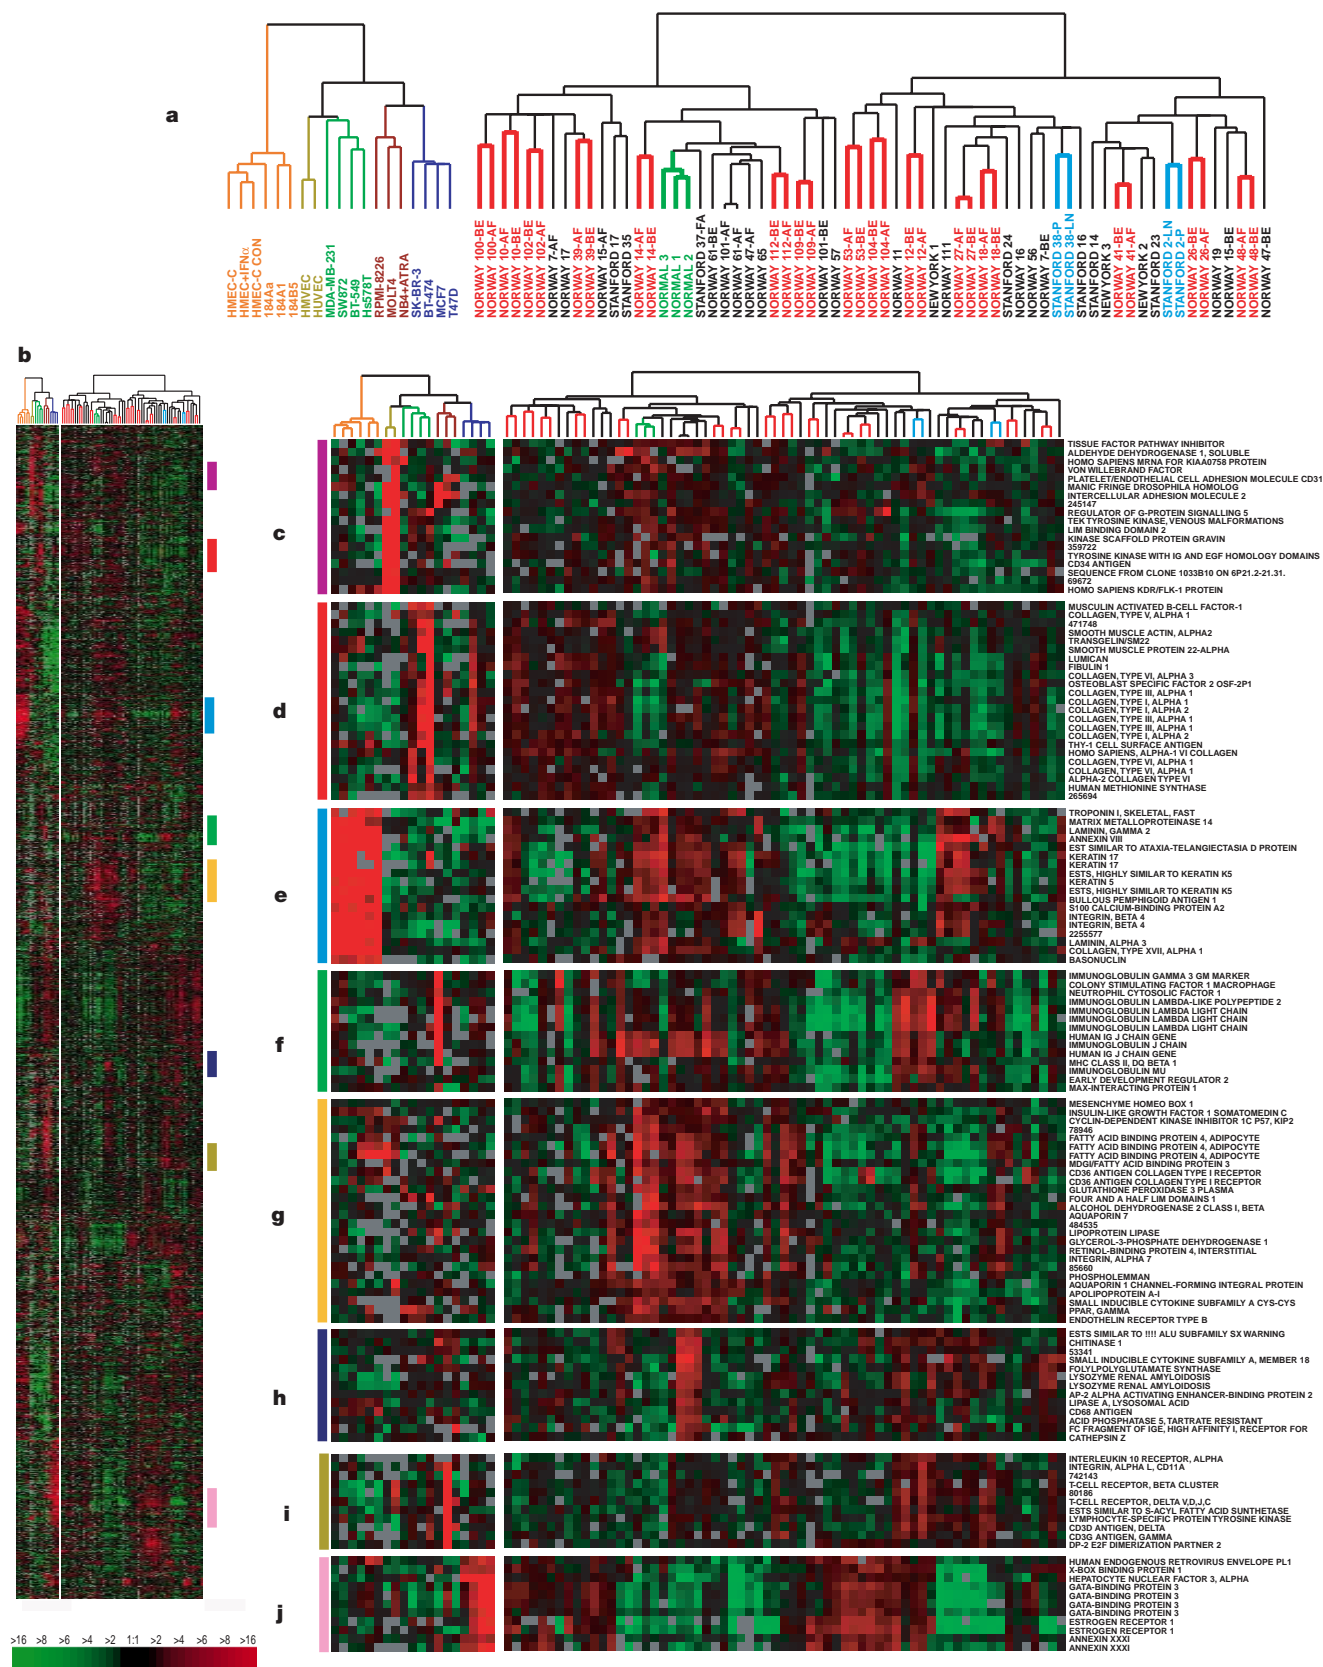 a
HMEC-C
HMEC+IFNα
HMEC-C CON
184Aa
184A1
184B5
HMVEC
HUVEC
MDA-MB-231
SW872
BT-549
Hs578T
RPMI-8226
MOLT4
NB4+ATRA
SK-BR-3
BT-474
MCF7
T47D
NORWAY 100-BE
NORWAY 100-AF
NORWAY 10-AF
NORWAY 10-BE
NORWAY 102-BE
NORWAY 102-AF
NORWAY 7-AF
NORWAY 17
NORWAY 39-AF
NORWAY 39-BE
NORWAY 15-AF
STANFORD 17
STANFORD 35
NORWAY 14-AF
NORWAY 14-BE
NORMAL 3
NORMAL 1
NORMAL 2
STANFORD 37-FA
NORWAY 61-BE
NORWAY 101-AF
NORWAY 61-AF
NORWAY 47-AF
NORWAY 65
NORWAY 112-BE
NORWAY 112-AF
NORWAY 109-BE
NORWAY 109-AF
NORWAY 101-BE
NORWAY 57
NORWAY 53-AF
NORWAY 53-BE
NORWAY 104-BE
NORWAY 104-AF
NORWAY 11
NORWAY 12-BE
NORWAY 12-AF
NEW YORK 1
NORWAY 111
NORWAY 27-AF
NORWAY 27-BE
NORWAY 18-AF
NORWAY 18-BE
STANFORD 24
NORWAY 16
NORWAY 56
NORWAY 7-BE
STANFORD 38-P
STANFORD 38-LN
STANFORD 16
STANFORD 14
NEW YORK 3
NORWAY 41-BE
NORWAY 41-AF
NEW YORK 2
STANFORD 23
STANFORD 2-LN
STANFORD 2-P
NORWAY 26-BE
NORWAY 26-AF
NORWAY 19
NORWAY 15-BE
NORWAY 48-AF
NORWAY 48-BE
NORWAY 47-BE
b
c
TISSUE FACTOR PATHWAY INHIBITOR
ALDEHYDE DEHYDROGENASE 1, SOLUBLE
HOMO SAPIENS MRNA FOR KIAA0758 PROTEIN
VON WILLEBRAND FACTOR
PLATELET/ENDOTHELIAL CELL ADHESION MOLECULE CD31
MANIC FRINGE DROSOPHILA HOMOLOG
INTERCELLULAR ADHESION MOLECULE 2
245147
REGULATOR OF G-PROTEIN SIGNALLING 5
TEK TYROSINE KINASE, VENOUS MALFORMATIONS
LIM BINDING DOMAIN 2
KINASE SCAFFOLD PROTEIN GRAVIN
359722
TYROSINE KINASE WITH IG AND EGF HOMOLOGY DOMAINS
CD34 ANTIGEN
SEQUENCE FROM CLONE 1033B10 ON 6P21.2-21.31.
69672
HOMO SAPIENS KDR/FLK-1 PROTEIN
d
MUSCULIN ACTIVATED B-CELL FACTOR-1
COLLAGEN, TYPE V, ALPHA 1
471748
SMOOTH MUSCLE ACTIN, ALPHA2
TRANSGELIN/SM22
SMOOTH MUSCLE PROTEIN 22-ALPHA
LUMICAN
FIBULIN 1
COLLAGEN, TYPE VI, ALPHA 3
OSTEOBLAST SPECIFIC FACTOR 2 OSF-2P1
COLLAGEN, TYPE III, ALPHA 1
COLLAGEN, TYPE I, ALPHA 1
COLLAGEN, TYPE I, ALPHA 2
COLLAGEN, TYPE III, ALPHA 1
COLLAGEN, TYPE III, ALPHA 1
COLLAGEN, TYPE I, ALPHA 2
THY-1 CELL SURFACE ANTIGEN
HOMO SAPIENS, ALPHA-1 VI COLLAGEN
COLLAGEN, TYPE VI, ALPHA 1
COLLAGEN, TYPE VI, ALPHA 1
ALPHA-2 COLLAGEN TYPE VI
HUMAN METHIONINE SYNTHASE
265694
e
TROPONIN I, SKELETAL, FAST
MATRIX METALLOPROTEINASE 14
LAMININ, GAMMA 2
ANNEXIN VIII
EST SIMILAR TO ATAXIA-TELANGIECTASIA D PROTEIN
KERATIN 17
KERATIN 17
ESTS, HIGHLY SIMILAR TO KERATIN K5
KERATIN 5
ESTS, HIGHLY SIMILAR TO KERATIN K5
BULLOUS PEMPHIGOID ANTIGEN 1
S100 CALCIUM-BINDING PROTEIN A2
INTEGRIN, BETA 4
INTEGRIN, BETA 4
2255577
LAMININ, ALPHA 3
COLLAGEN, TYPE XVII, ALPHA 1
BASONUCLIN
f
IMMUNOGLOBULIN GAMMA 3 GM MARKER
COLONY STIMULATING FACTOR 1 MACROPHAGE
NEUTROPHIL CYTOSOLIC FACTOR 1
IMMUNOGLOBULIN LAMBDA-LIKE POLYPEPTIDE 2
IMMUNOGLOBULIN LAMBDA LIGHT CHAIN
IMMUNOGLOBULIN LAMBDA LIGHT CHAIN
IMMUNOGLOBULIN LAMBDA LIGHT CHAIN
HUMAN IG J CHAIN GENE
IMMUNOGLOBULIN J CHAIN
HUMAN IG J CHAIN GENE
MHC CLASS II, DQ BETA 1
IMMUNOGLOBULIN MU
EARLY DEVELOPMENT REGULATOR 2
MAX-INTERACTING PROTEIN 1
g
MESENCHYME HOMEO BOX 1
INSULIN-LIKE GROWTH FACTOR 1 SOMATOMEDIN C
CYCLIN-DEPENDENT KINASE INHIBITOR 1C P57, KIP2
78946
FATTY ACID BINDING PROTEIN 4, ADIPOCYTE
FATTY ACID BINDING PROTEIN 4, ADIPOCYTE
FATTY ACID BINDING PROTEIN 4, ADIPOCYTE
MDGI/FATTY ACID BINDING PROTEIN 3
CD36 ANTIGEN COLLAGEN TYPE I RECEPTOR
CD36 ANTIGEN COLLAGEN TYPE I RECEPTOR
GLUTATHIONE PEROXIDASE 3 PLASMA
FOUR AND A HALF LIM DOMAINS 1
ALCOHOL DEHYDROGENASE 2 CLASS I, BETA
AQUAPORIN 7
484535
LIPOPROTEIN LIPASE
GLYCEROL-3-PHOSPHATE DEHYDROGENASE 1
RETINOL-BINDING PROTEIN 4, INTERSTITIAL
INTEGRIN, ALPHA 7
85660
PHOSPHOLEMMAN
AQUAPORIN 1 CHANNEL-FORMING INTEGRAL PROTEIN
APOLIPOPROTEIN A-I
SMALL INDUCIBLE CYTOKINE SUBFAMILY A CYS-CYS
PPAR, GAMMA
ENDOTHELIN RECEPTOR TYPE B
h
ESTS SIMILAR TO !!!! ALU SUBFAMILY SX WARNING
CHITINASE 1
53341
SMALL INDUCIBLE CYTOKINE SUBFAMILY A, MEMBER 18
FOLYLPOLYGLUTAMATE SYNTHASE
LYSOZYME RENAL AMYLOIDOSIS
LYSOZYME RENAL AMYLOIDOSIS
AP-2 ALPHA ACTIVATING ENHANCER-BINDING PROTEIN 2
LIPASE A, LYSOSOMAL ACID
CD68 ANTIGEN
ACID PHOSPHATASE 5, TARTRATE RESISTANT
FC FRAGMENT OF IGE, HIGH AFFINITY I, RECEPTOR FOR
CATHEPSIN Z
i
INTERLEUKIN 10 RECEPTOR, ALPHA
INTEGRIN, ALPHA L, CD11A
742143
T-CELL RECEPTOR, BETA CLUSTER
80186
T-CELL RECEPTOR, DELTA V,D,J,C
ESTS SIMILAR TO S-ACYL FATTY ACID SUNTHETASE
LYMPHOCYTE-SPECIFIC PROTEIN TYROSINE KINASE
CD3D ANTIGEN, DELTA
CD3G ANTIGEN, GAMMA
DP-2 E2F DIMERIZATION PARTNER 2
j
HUMAN ENDOGENOUS RETROVIRUS ENVELOPE PL1
X-BOX BINDING PROTEIN 1
HEPATOCYTE NUCLEAR FACTOR 3, ALPHA
GATA-BINDING PROTEIN 3
GATA-BINDING PROTEIN 3
GATA-BINDING PROTEIN 3
GATA-BINDING PROTEIN 3
ESTROGEN RECEPTOR 1
ESTROGEN RECEPTOR 1
ANNEXIN XXXI
ANNEXIN XXXI
>16 >8 >6 >4 >2 1:1 >2 >4 >6 >8 >16